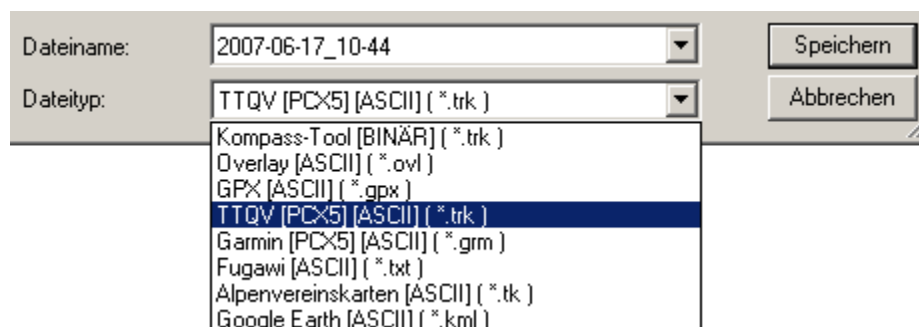 Dateiname: 2007-06-17_10-44 Speichern
Dateityp: TTQV [PCX5] [ASCII] ( *.trk ) Abbrechen
Kompass-Tool [BINÄR] ( *.trk )
Overlay [ASCII] ( *.ovl )
GPX [ASCII] ( *.gpx )
TTQV [PCX5] [ASCII] ( *.trk )
Garmin [PCX5] [ASCII] ( *.grm )
Fugawi [ASCII] ( *.txt )
Alpenvereinskarten [ASCII] ( *.tk )
Google Earth [ASCII] ( *.kml )